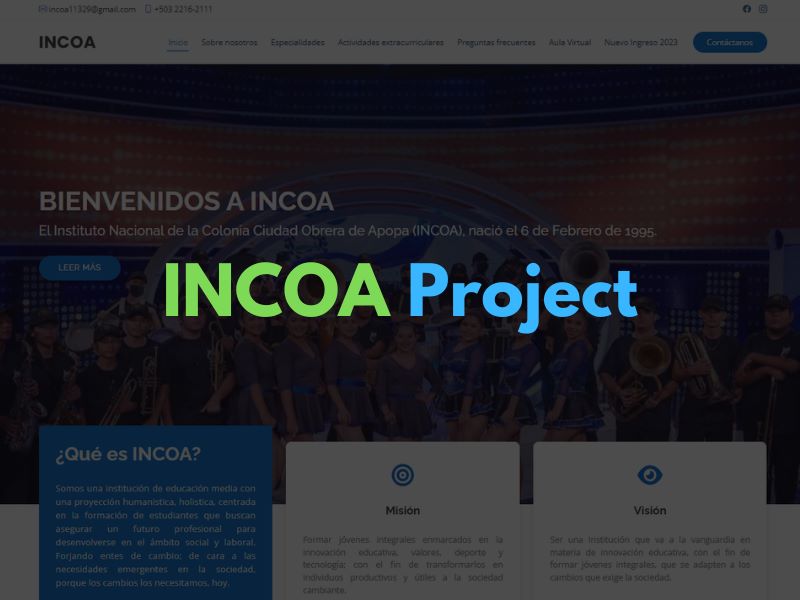 incoa11329@gmail.com +503 2216-2111
INCOA Inicio Sobre nosotros Especialidades Actividades extracurriculares Preguntas frecuentes Aula Virtual Nuevo Ingreso 2023 Contáctanos
BIENVENIDOS A INCOA
El Instituto Nacional de la Colonia Ciudad Obrera de Apopa (INCOA), nació el 6 de Febrero de 1995.
LEER MÁS
INCOA Project
¿Qué es INCOA?
Somos una institución de educación media con
una proyección humanística, holística, centrada
en la formación de estudiantes que buscan
asegurar un futuro profesional para
desenvolverse en el ámbito social y laboral.
Forjando entes de cambio; de cara a las
necesidades emergentes en la sociedad,
porque los cambios los necesitamos, hoy.
Misión
Formar jóvenes integrales enmarcados en la
innovación educativa, valores, deporte y
tecnología; con el fin de transformarlos en
individuos productivos y útiles a la sociedad
cambiante.
Visión
Ser una Institución que va a la vanguardia en
materia de innovación educativa, con el fin de
formar jóvenes integrales, que se adapten a los
cambios que exige la sociedad.